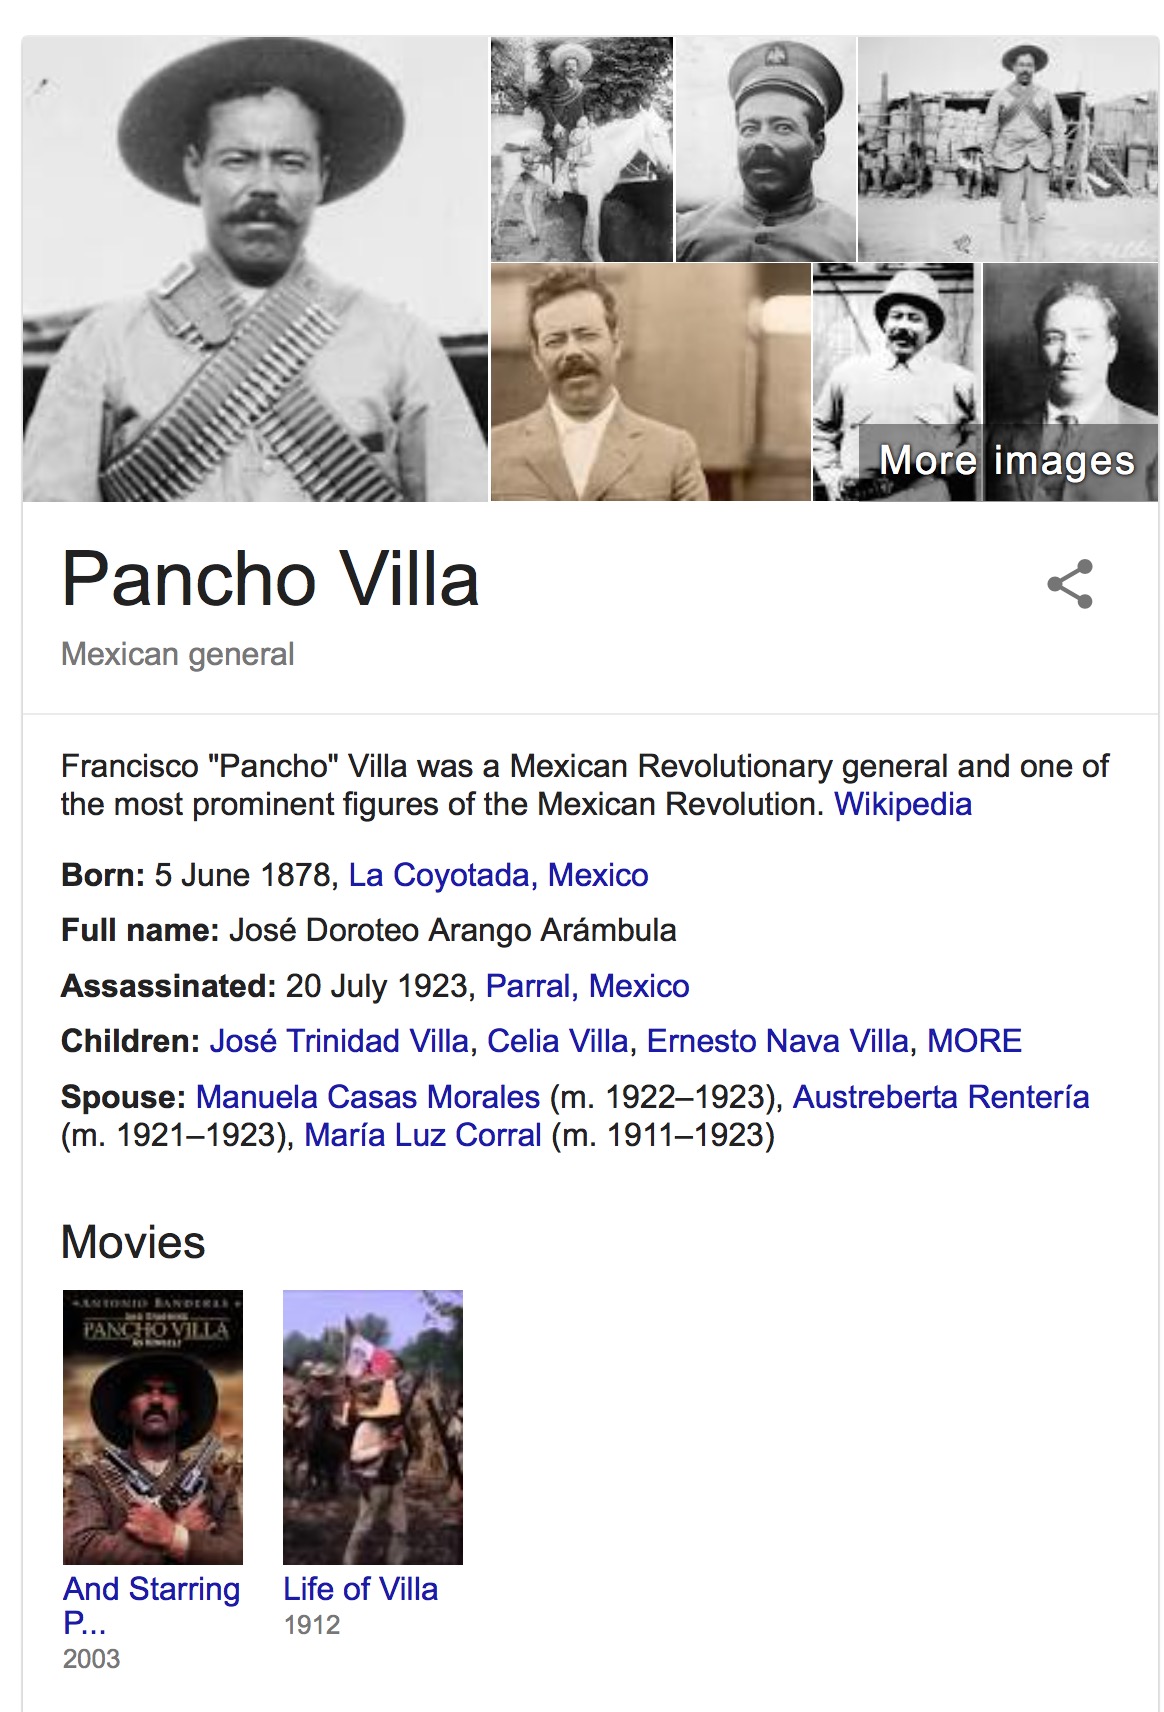 More images
Pancho Villa
Mexican general
Francisco "Pancho" Villa was a Mexican Revolutionary general and one of
the most prominent figures of the Mexican Revolution. Wikipedia
Born: 5 June 1878, La Coyotada, Mexico
Full name: José Doroteo Arango Arámbula
Assassinated: 20 July 1923, Parral, Mexico
Children: José Trinidad Villa, Celia Villa, Ernesto Nava Villa, MORE
Spouse: Manuela Casas Morales (m. 1922–1923), Austreberta Rentería
(m. 1921–1923), María Luz Corral (m. 1911–1923)
Movies
ANTONIO BANDERAS
AND STARRING
PANCHO VILLA
AS HIMSELF
And Starring
P...
2003
Life of Villa
1912